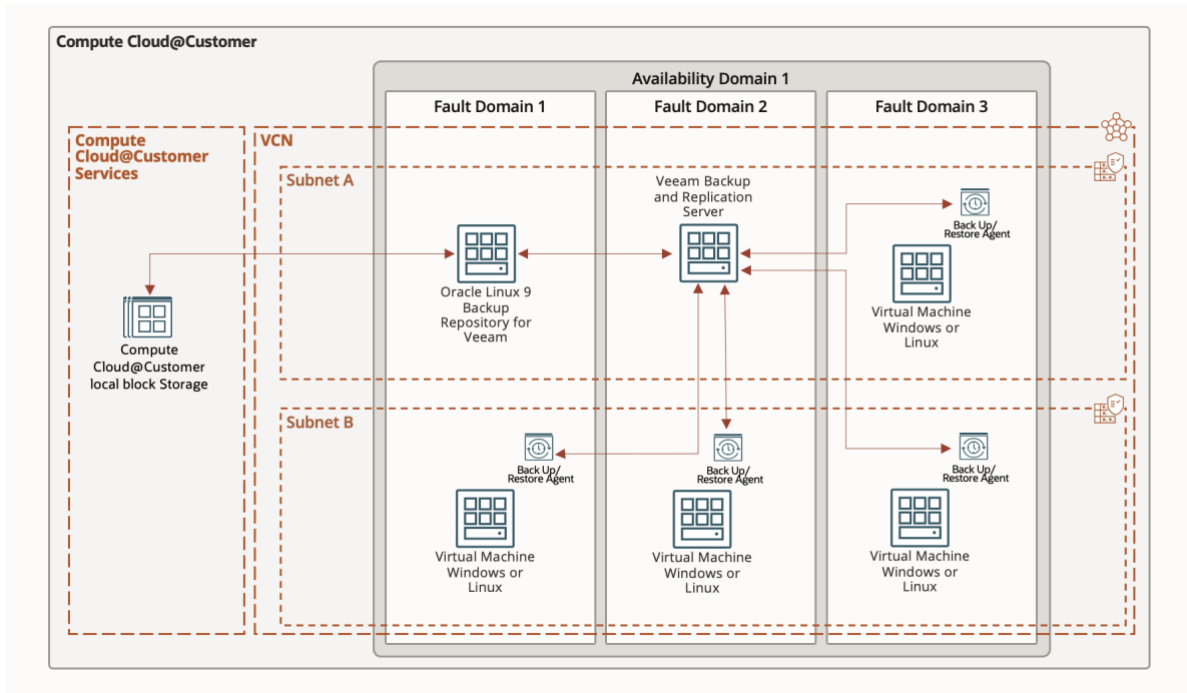 Compute Cloud@Customer
Availability Domain 1
Fault Domain 1
Fault Domain 2
Fault Domain 3
Compute
Cloud@Customer
Services
VCN
Subnet A
Veeam Backup
and Replication
Server
Back Up/
Restore Agent
Oracle Linux 9
Backup
Repository for
Veeam
Virtual Machine
Windows or
Linux
Compute
Cloud@Customer
local block Storage
Subnet B
Back Up/
Restore Agent
Back Up/
Restore Agent
Back Up/
Restore Agent
Virtual Machine
Windows or
Linux
Virtual Machine
Windows or
Linux
Virtual Machine
Windows or
Linux